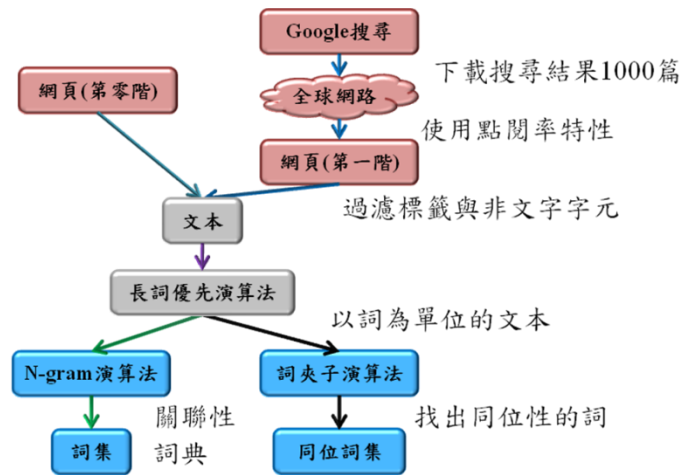 Google搜尋
下載搜尋結果1000篇
網頁(第零階)
全球網路
使用點閱率特性
網頁(第一階)
過濾標籤與非文字字元
文本
長詞優先演算法
以詞為單位的文本
N-gram演算法
詞夾子演算法
關聯性
詞典
找出同位性的詞
詞集
同位詞集